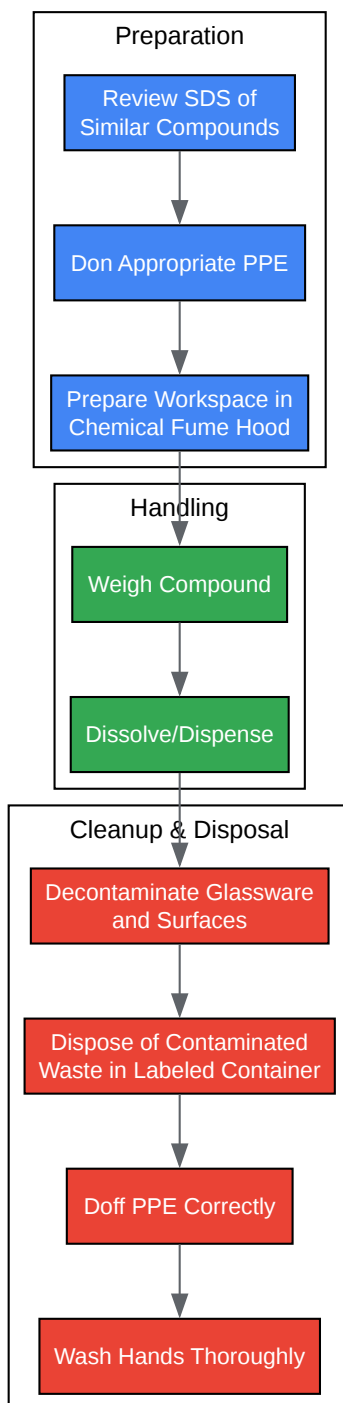 Preparation
Review SDS of
Similar Compounds
Don Appropriate PPE
Prepare Workspace in
Chemical Fume Hood
Handling
Weigh Compound
Dissolve/Dispense
Cleanup & Disposal
Decontaminate Glassware
and Surfaces
Dispose of Contaminated
Waste in Labeled Container
Doff PPE Correctly
Wash Hands Thoroughly